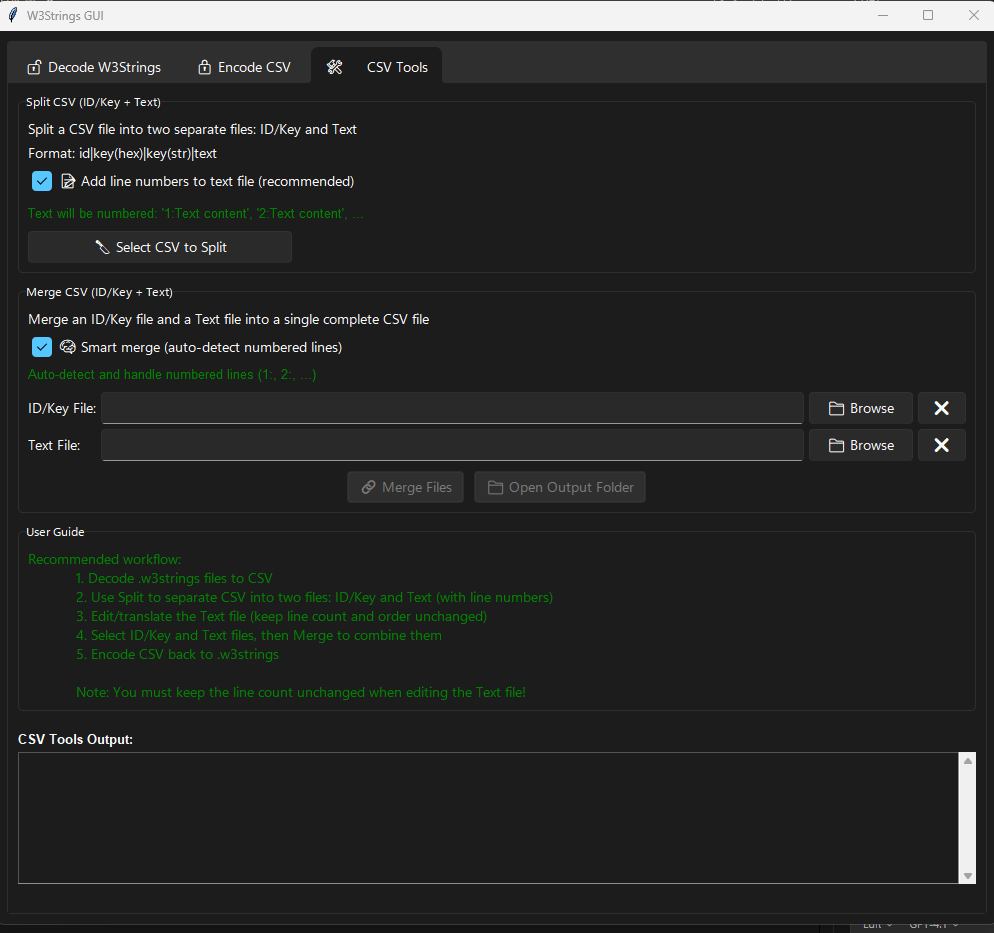 W3Strings GUI
Decode W3Strings Encode CSV CSV Tools
Split CSV (ID/Key + Text)
Split a CSV file into two separate files: ID/Key and Text
Format: id|key(hex)|key(str)|text
Add line numbers to text file (recommended)
Text will be numbered: '1:Text content', '2:Text content', ...
Select CSV to Split
Merge CSV (ID/Key + Text)
Merge an ID/Key file and a Text file into a single complete CSV file
Smart merge (auto-detect numbered lines)
Auto-detect and handle numbered lines (1:, 2:, ...)
ID/Key File: Browse
Text File: Browse
Merge Files Open Output Folder
User Guide
Recommended workflow:
1. Decode .w3strings files to CSV
2. Use Split to separate CSV into two files: ID/Key and Text (with line numbers)
3. Edit/translate the Text file (keep line count and order unchanged)
4. Select ID/Key and Text files, then Merge to combine them
5. Encode CSV back to .w3strings
Note: You must keep the line count unchanged when editing the Text file!
CSV Tools Output: